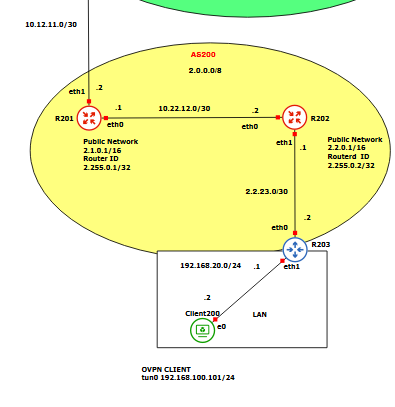 10.12.11.0/30
AS200
2.0.0.0/8
eth1 .2
.1 10.22.12.0/30 .2
R201 eth0 eth0 R202
Public Network
2.1.0.1/16
Router ID
2.255.0.1/32
eth1 .1
Public Network
2.2.0.1/16
Routerd ID
2.255.0.2/32
2.2.23.0/30
.2
eth0
R203
192.168.20.0/24 .1 eth1
.2
Client200
e0
LAN
OVPN CLIENT
tun0 192.168.100.101/24